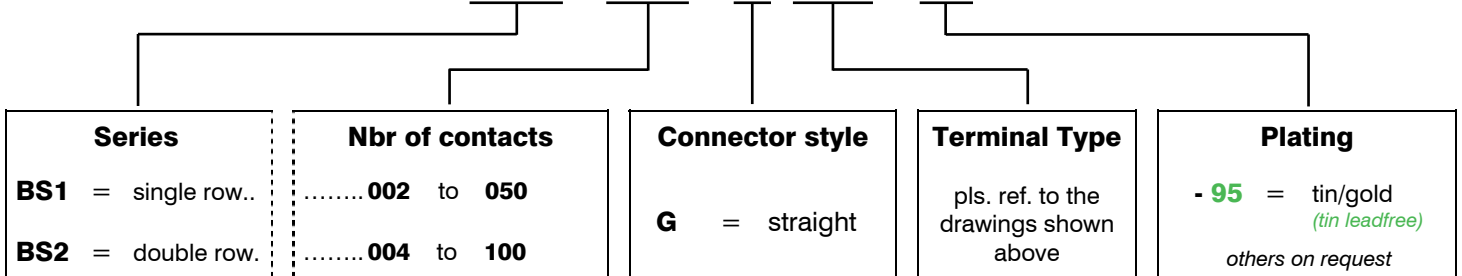 Series
BS1 = single row..
BS2 = double row.
Nbr of contacts
........ 002 to 050
........ 004 to 100
Connector style
G = straight
Terminal Type
pls. ref. to the
drawings shown
above
Plating
- 95 = tin/gold
(tin leadfree)
others on request